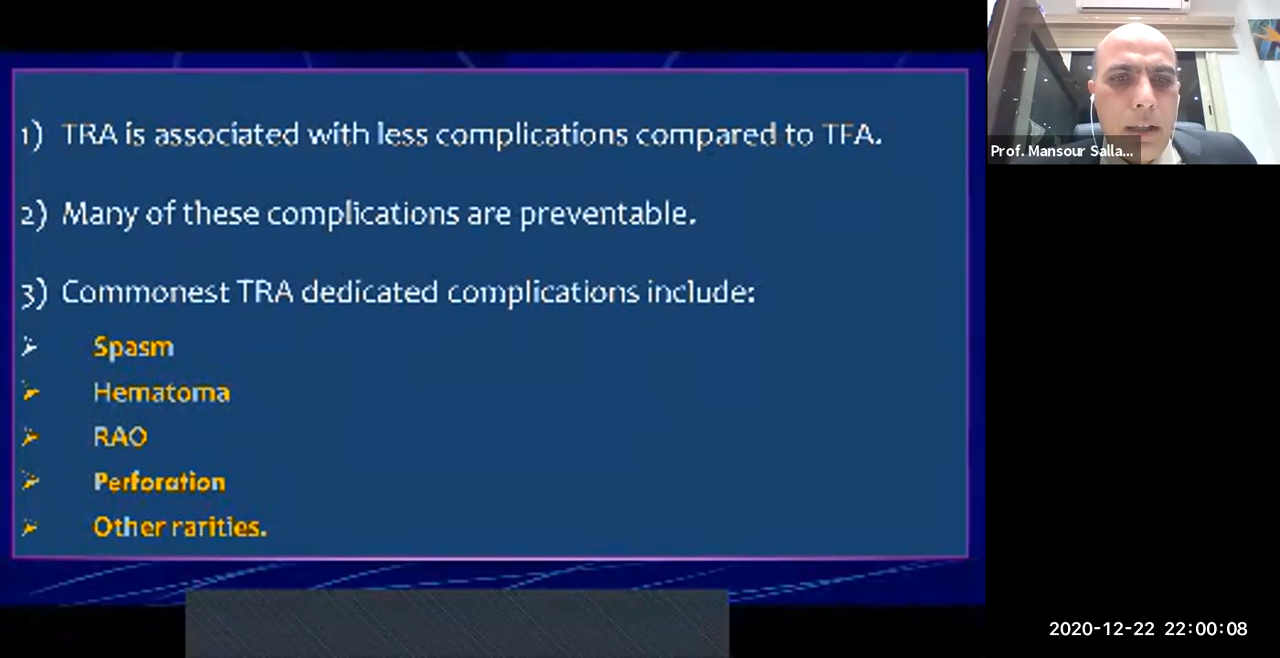 1) TRA is associated with less complications compared to TFA.
2) Many of these complications are preventable.
3) Commonest TRA dedicated complications include:
➢ Spasm
➢ Hematoma
➢ RAO
➢ Perforation
➢ Other rarities.
Prof. Mansour Salla...
2020-12-22 22:00:08